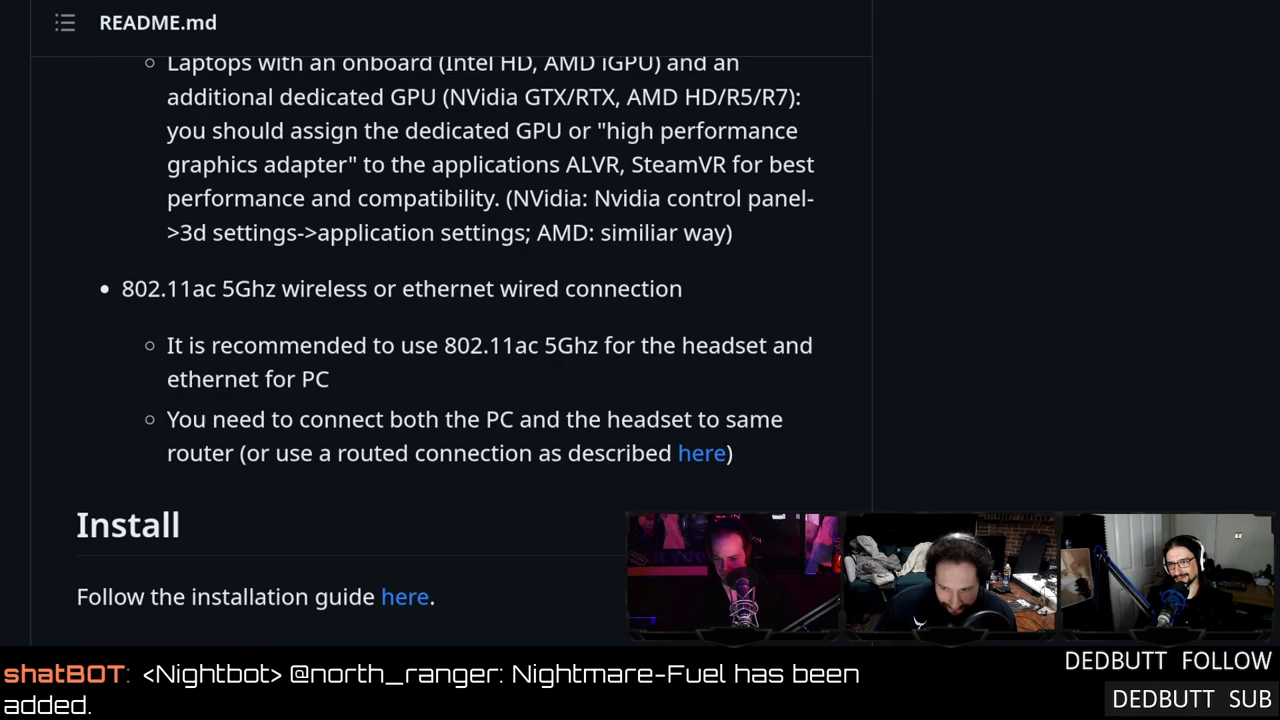 README.md
Laptops with an onboard (Intel HD, AMD iGPU) and an
additional dedicated GPU (NVidia GTX/RTX, AMD HD/R5/R7):
you should assign the dedicated GPU or "high performance
graphics adapter" to the applications ALVR, SteamVR for best
performance and compatibility. (NVidia: Nvidia control panel-
>3d settings->application settings; AMD: similiar way)
802.11ac 5Ghz wireless or ethernet wired connection
It is recommended to use 802.11ac 5Ghz for the headset and
ethernet for PC
You need to connect both the PC and the headset to same
router (or use a routed connection as described here)
Install
Follow the installation guide here.
shatBOT: <Nightbot> @north_ranger: Nightmare-Fuel has been
added.
DEDBUTT FOLLOW
DEDBUTT SUB